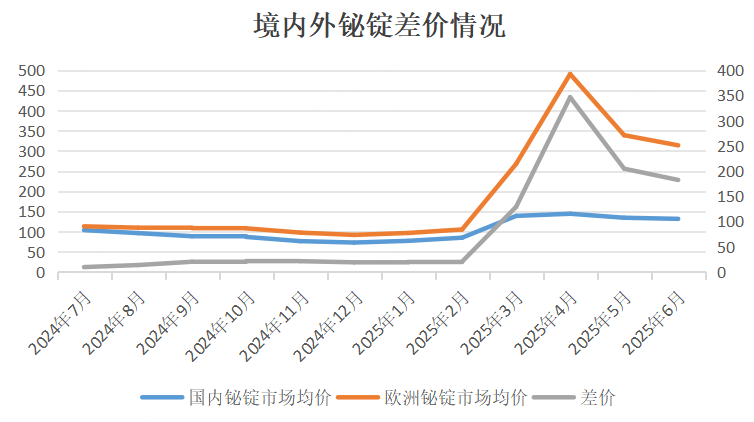 境内外铋锭差价情况
500
450
400
350
300
250
200
150
100
50
0
400
350
300
250
200
150
100
50
0
2024年7月
2024年8月
2024年9月
2024年10月
2024年11月
2024年12月
2025年1月
2025年2月
2025年3月
2025年4月
2025年5月
2025年6月
国内铋锭市场均价
欧洲铋锭市场均价
差价